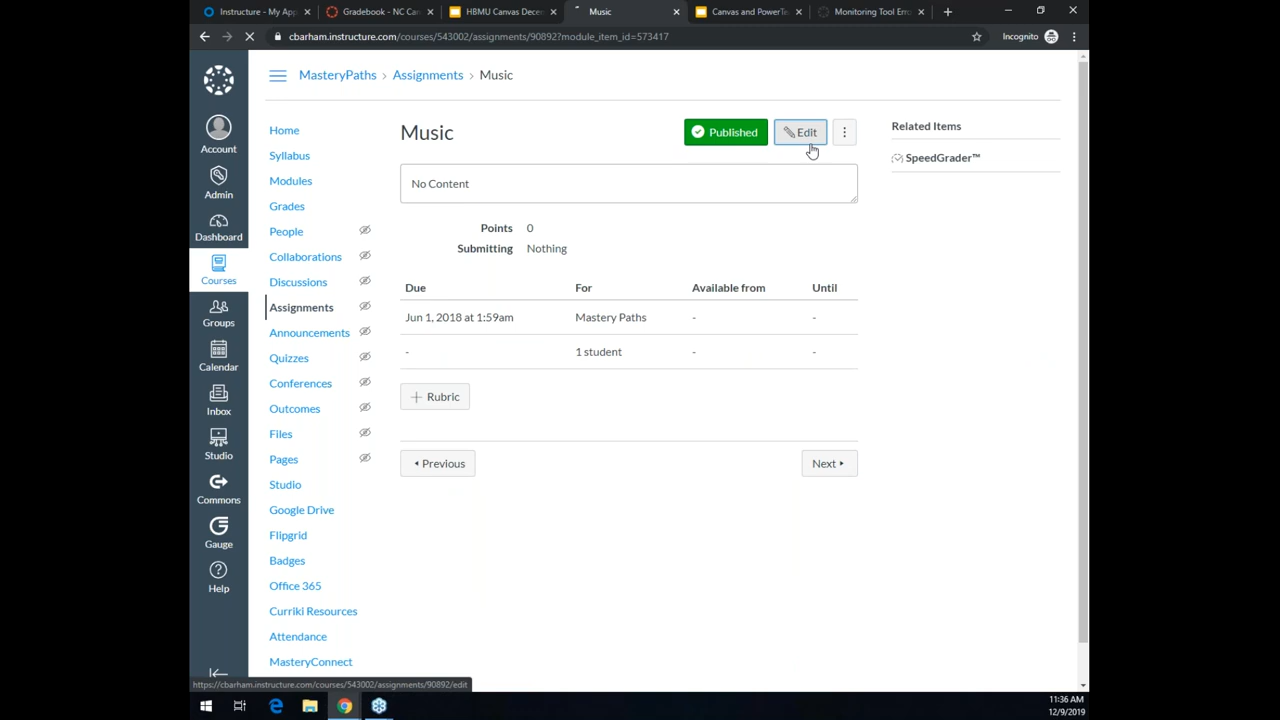 Instructure - My App
Gradebook - NC Can
HBMU Canvas Decem
Music
Canvas and PowerTe
Monitoring Tool Erro
cbarham.instructure.com/courses/543002/assignments/90892?module_item_id=573417
Incognito
MasteryPaths › Assignments › Music
Account
Admin
Dashboard
Courses
Groups
Calendar
Inbox
Studio
Commons
Gauge
Help
Home
Syllabus
Modules
Grades
People
Collaborations
Discussions
Assignments
Announcements
Quizzes
Conferences
Outcomes
Files
Pages
Studio
Google Drive
Flipgrid
Badges
Office 365
Curriki Resources
Attendance
MasteryConnect
Music
Published
Edit
No Content
Points 0
Submitting Nothing
Due For Available from Until
Jun 1, 2018 at 1:59am Mastery Paths - -
- 1 student - -
+ Rubric
Previous
Next
Related Items
SpeedGrader™
https://cbarham.instructure.com/courses/543002/assignments/90892/edit
11:36 AM
12/9/2019